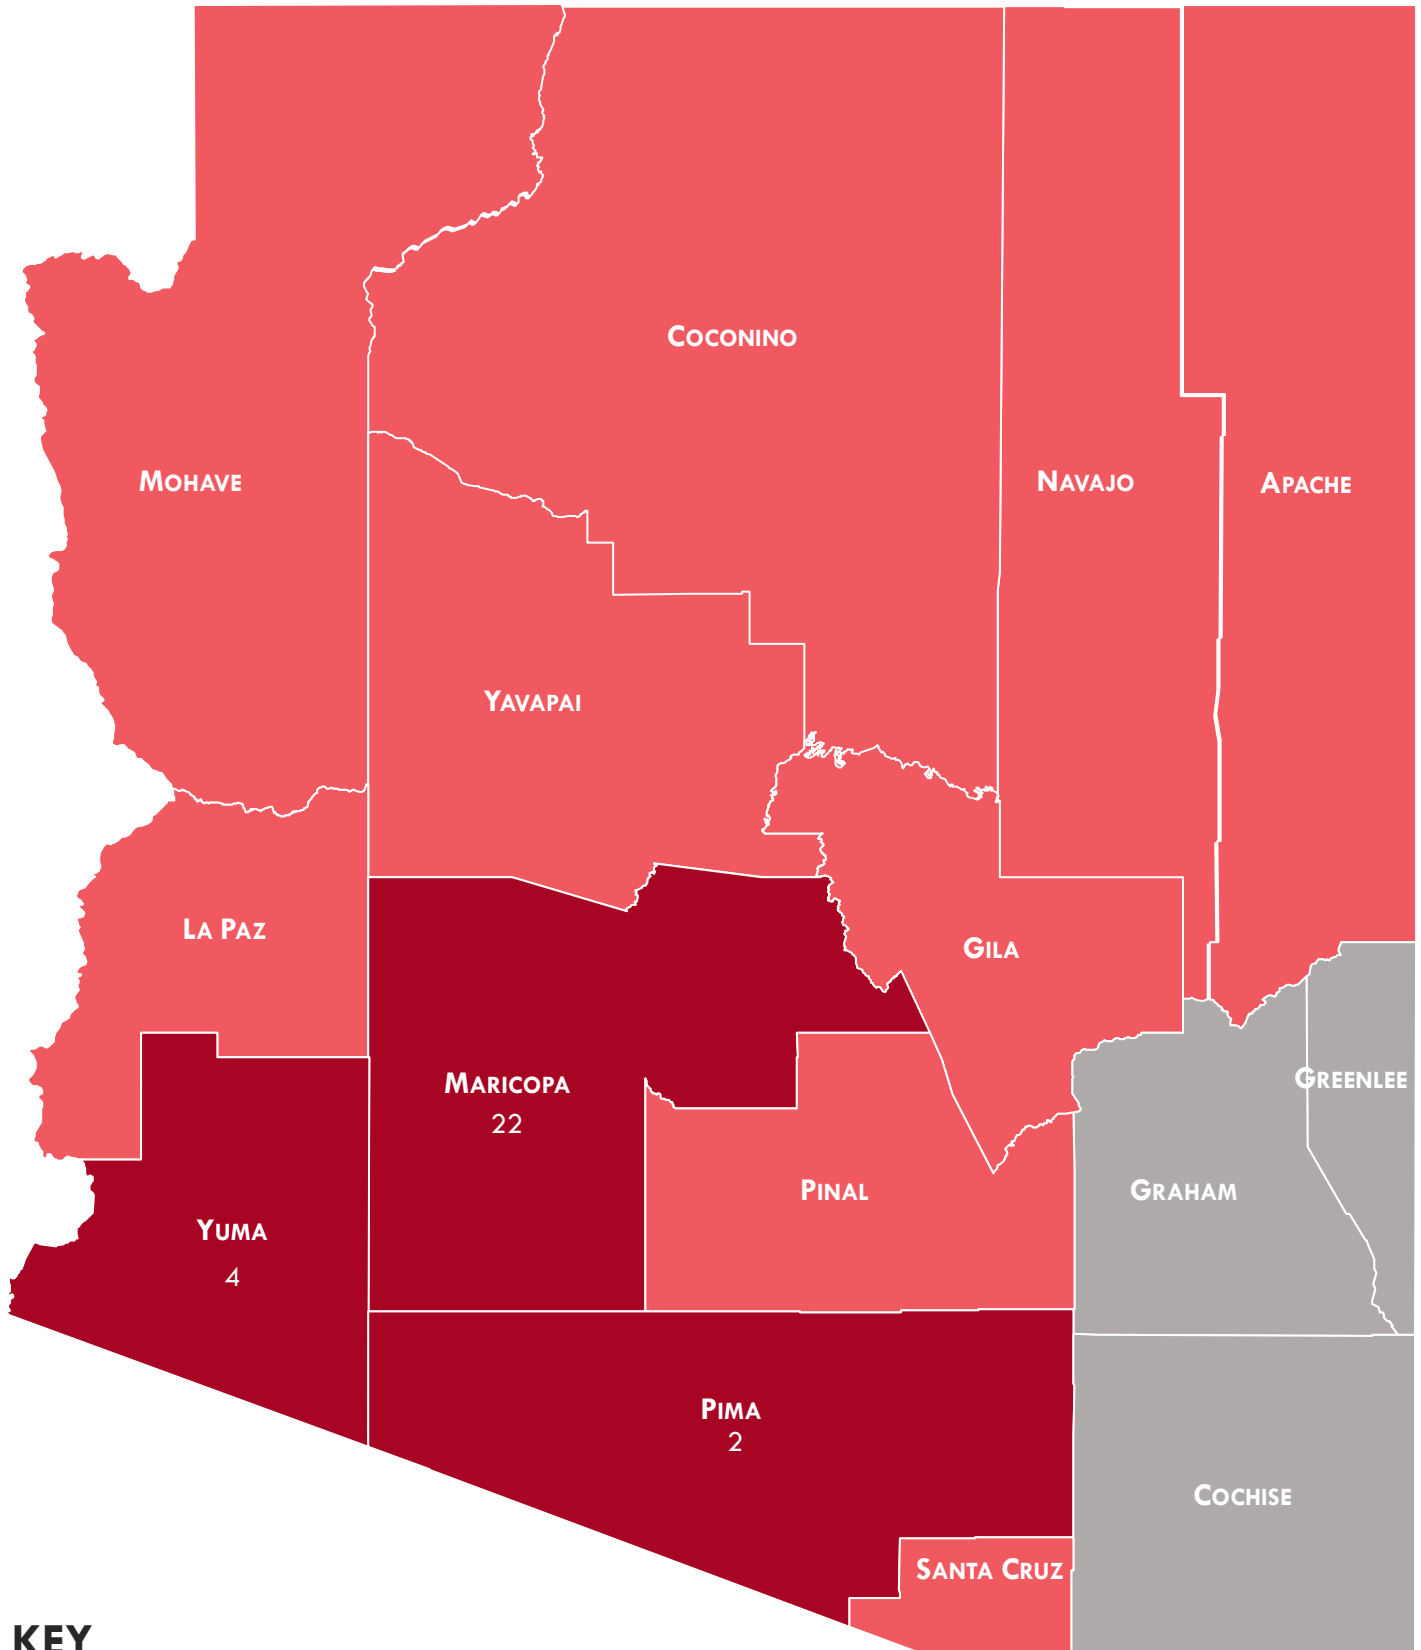 COCONINO
MOHAVE
NAVAJO
APACHE
YAVAPAI
LA PAZ
GILA
MARICOPA
22
GREENLEE
PINAL
GRAHAM
YUMA
4
PIMA
2
COCHISE
SANTA CRUZ
KEY